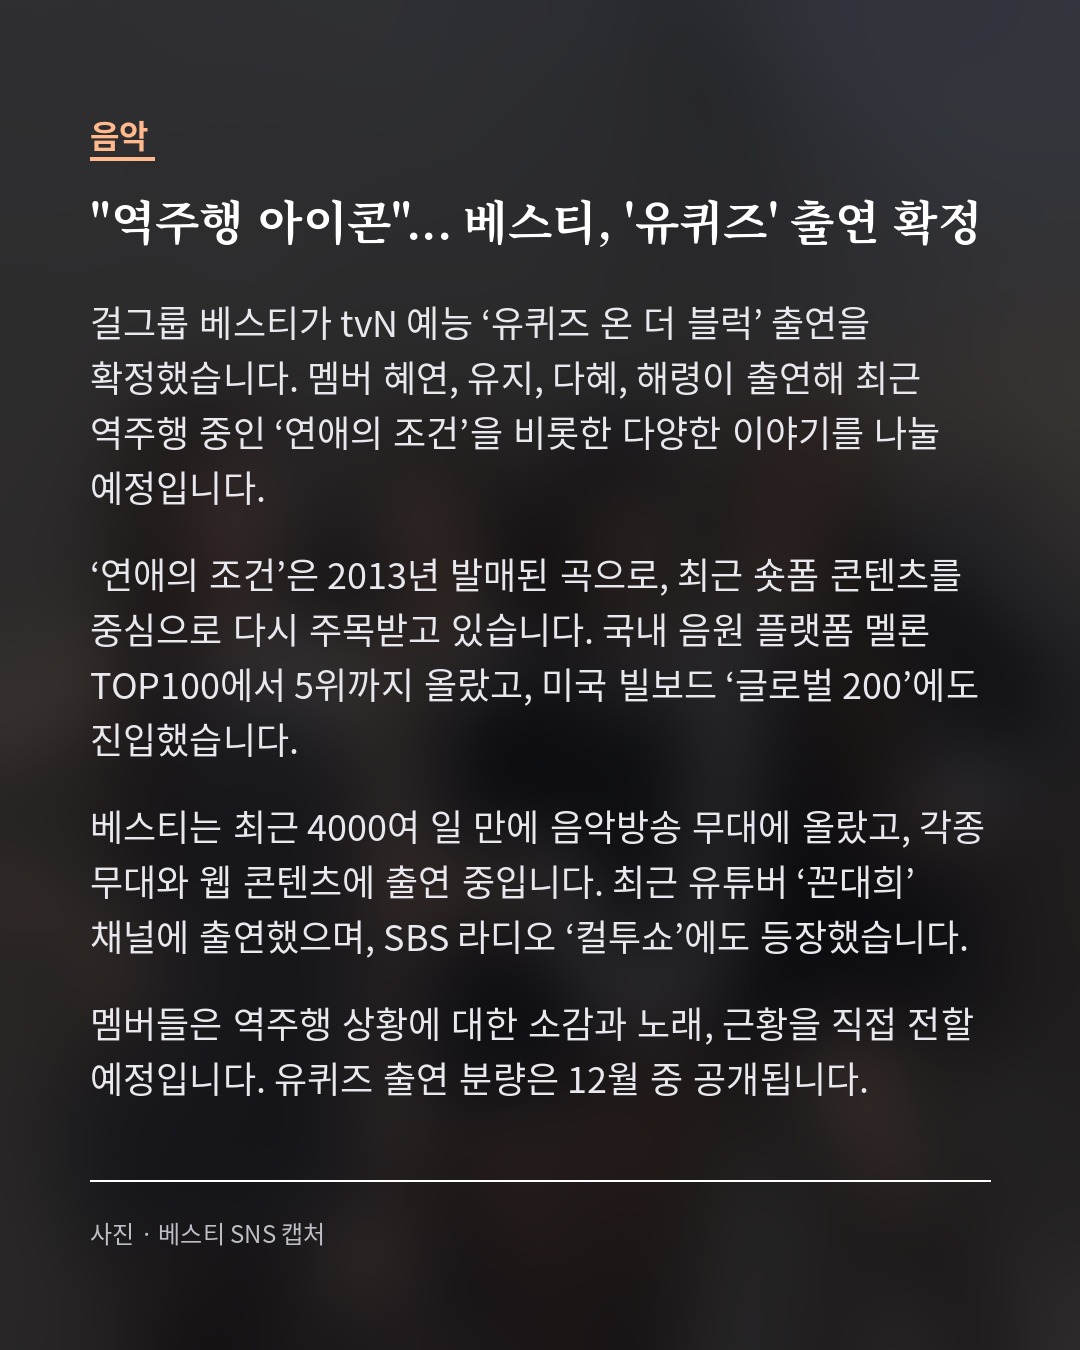 음악
"역주행 아이콘"... 베스티, '유퀴즈' 출연 확정
걸그룹 베스티가 tvN 예능 ‘유퀴즈 온 더 블럭’ 출연을
확정했습니다. 멤버 혜연, 유지, 다혜, 해령이 출연해 최근
역주행 중인 ‘연애의 조건’을 비롯한 다양한 이야기를 나눌
예정입니다.
‘연애의 조건’은 2013년 발매된 곡으로, 최근 숏폼 콘텐츠를
중심으로 다시 주목받고 있습니다. 국내 음원 플랫폼 멜론
TOP100에서 5위까지 올랐고, 미국 빌보드 ‘글로벌 200’에도
진입했습니다.
베스티는 최근 4000여 일 만에 음악방송 무대에 올랐고, 각종
무대와 웹 콘텐츠에 출연 중입니다. 최근 유튜버 ‘꼰대희’
채널에 출연했으며, SBS 라디오 ‘컬투쇼’에도 등장했습니다.
멤버들은 역주행 상황에 대한 소감과 노래, 근황을 직접 전할
예정입니다. 유퀴즈 출연 분량은 12월 중 공개됩니다.
사진 · 베스티 SNS 캡처